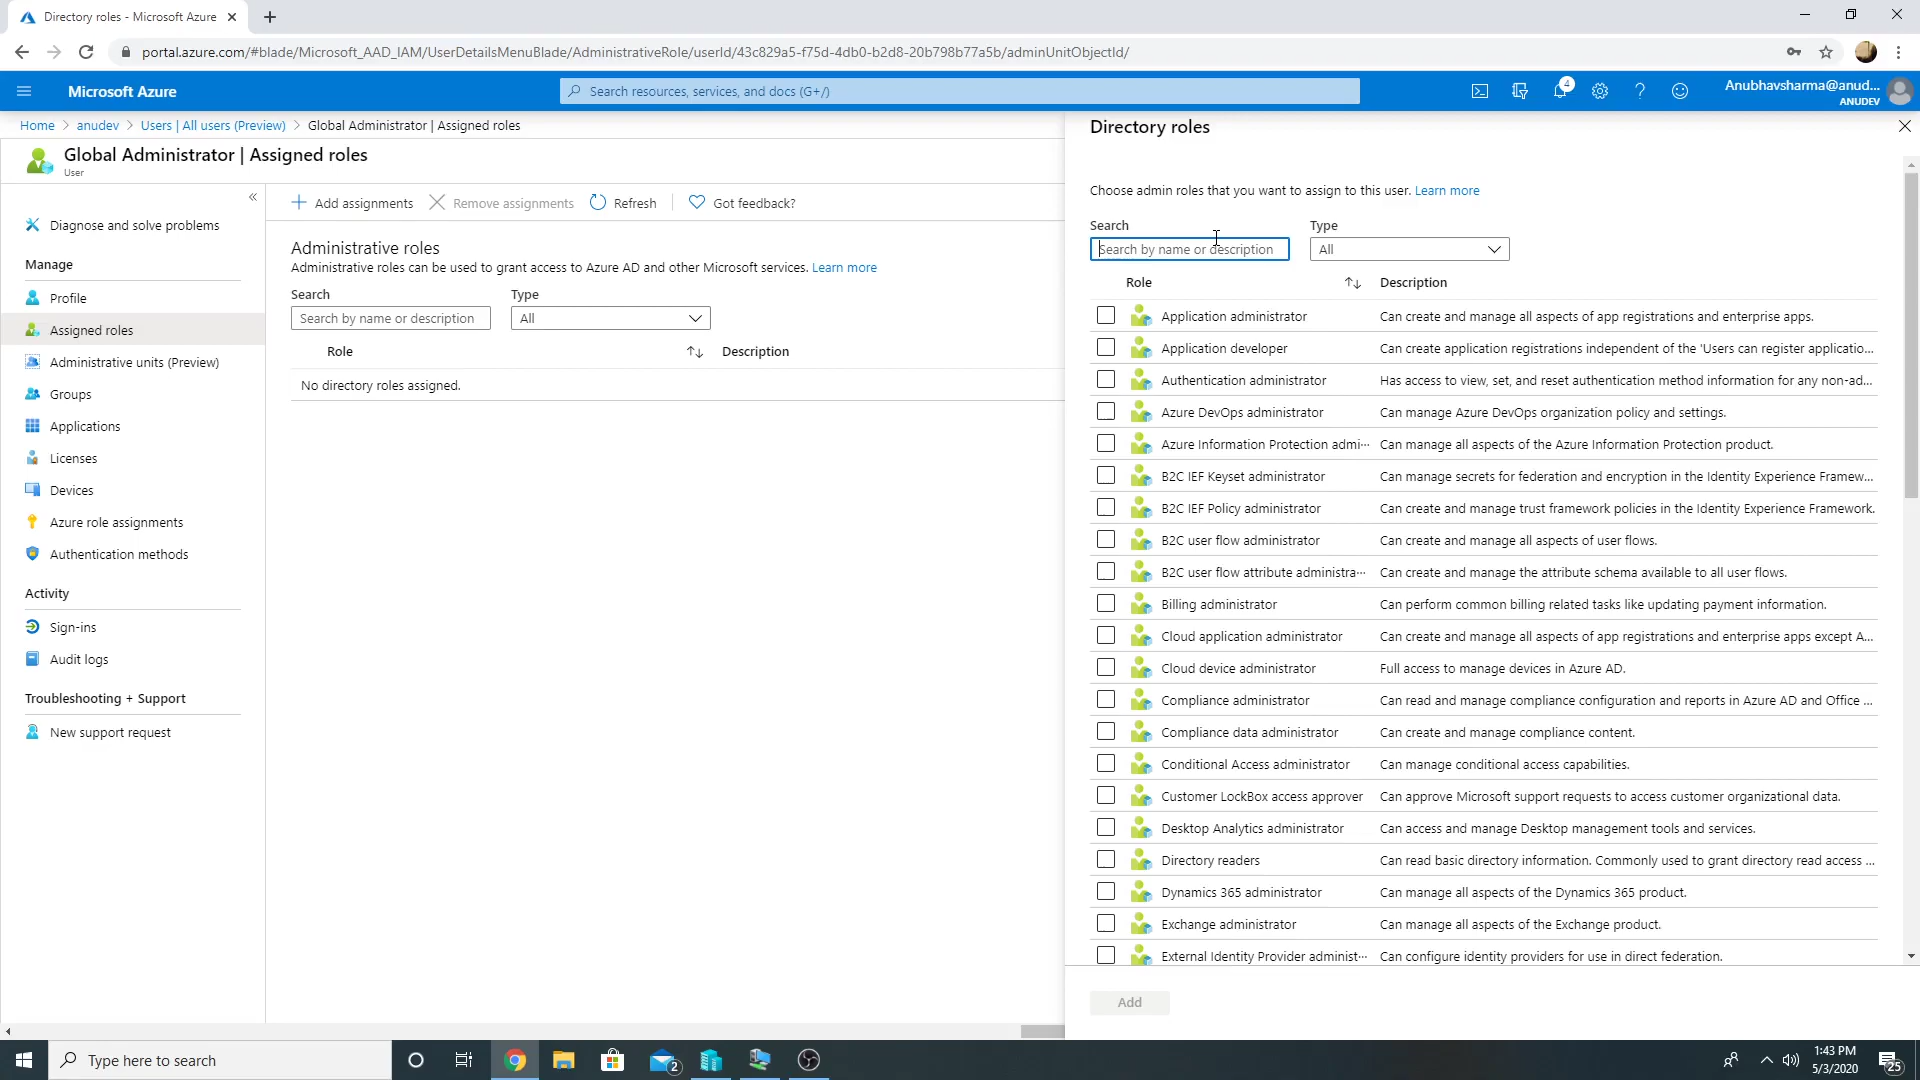 Directory roles - Microsoft Azure
portal.azure.com/#blade/Microsoft_AAD_IAM/UserDetailsMenuBlade/AdministrativeRole/userId/43c829a5-f75d-4db0-b2d8-20b798b77a5b/adminUnitObjectId/
Microsoft Azure
Search resources, services, and docs (G+/)
4
Anubhavsharma@anud...
ANUDEV
Home > anudev > Users | All users (Preview) > Global Administrator | Assigned roles
Global Administrator | Assigned roles
User
Diagnose and solve problems
Manage
Profile
Assigned roles
Administrative units (Preview)
Groups
Applications
Licenses
Devices
Azure role assignments
Authentication methods
Activity
Sign-ins
Audit logs
Troubleshooting + Support
New support request
Add assignments
Remove assignments
Refresh
Got feedback?
Administrative roles
Administrative roles can be used to grant access to Azure AD and other Microsoft services. Learn more
Search
Type
Search by name or description
All
Role
Description
No directory roles assigned.
Directory roles
Choose admin roles that you want to assign to this user. Learn more
Search
Type
Search by name or description
All
Role
Description
Application administrator Can create and manage all aspects of app registrations and enterprise apps.
Application developer Can create application registrations independent of the 'Users can register applicatio...
Authentication administrator Has access to view, set, and reset authentication method information for any non-ad...
Azure DevOps administrator Can manage Azure DevOps organization policy and settings.
Azure Information Protection admi... Can manage all aspects of the Azure Information Protection product.
B2C IEF Keyset administrator Can manage secrets for federation and encryption in the Identity Experience Framew...
B2C IEF Policy administrator Can create and manage trust framework policies in the Identity Experience Framework.
B2C user flow administrator Can create and manage all aspects of user flows.
B2C user flow attribute administra... Can create and manage the attribute schema available to all user flows.
Billing administrator Can perform common billing related tasks like updating payment information.
Cloud application administrator Can create and manage all aspects of app registrations and enterprise apps except A...
Cloud device administrator Full access to manage devices in Azure AD.
Compliance administrator Can read and manage compliance configuration and reports in Azure AD and Office ...
Compliance data administrator Can create and manage compliance content.
Conditional Access administrator Can manage conditional access capabilities.
Customer LockBox access approver Can approve Microsoft support requests to access customer organizational data.
Desktop Analytics administrator Can access and manage Desktop management tools and services.
Directory readers Can read basic directory information. Commonly used to grant directory read access ...
Dynamics 365 administrator Can manage all aspects of the Dynamics 365 product.
Exchange administrator Can manage all aspects of the Exchange product.
External Identity Provider administ... Can configure identity providers for use in direct federation.
Add
Type here to search
2
1:43 PM
5/3/2020
25